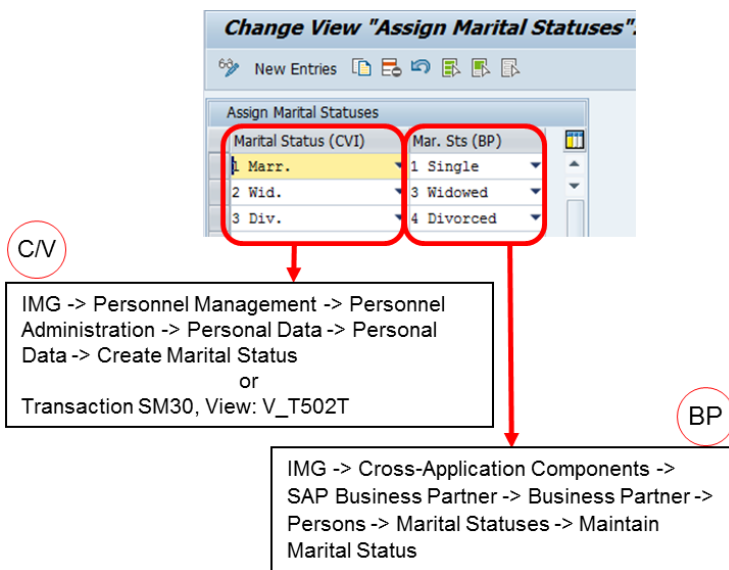 Change View "Assign Marital Statuses":
New Entries
Assign Marital Statuses
Marital Status (CVI) Mar. Sts (BP)
1 Marr. 1 Single
2 Wid. 3 Widowed
3 Div. 4 Divorced
C/V
IMG -> Personnel Management -> Personnel
Administration -> Personal Data -> Personal
Data -> Create Marital Status
or
Transaction SM30, View: V_T502T
BP
IMG -> Cross-Application Components ->
SAP Business Partner -> Business Partner ->
Persons -> Marital Statuses -> Maintain
Marital Status